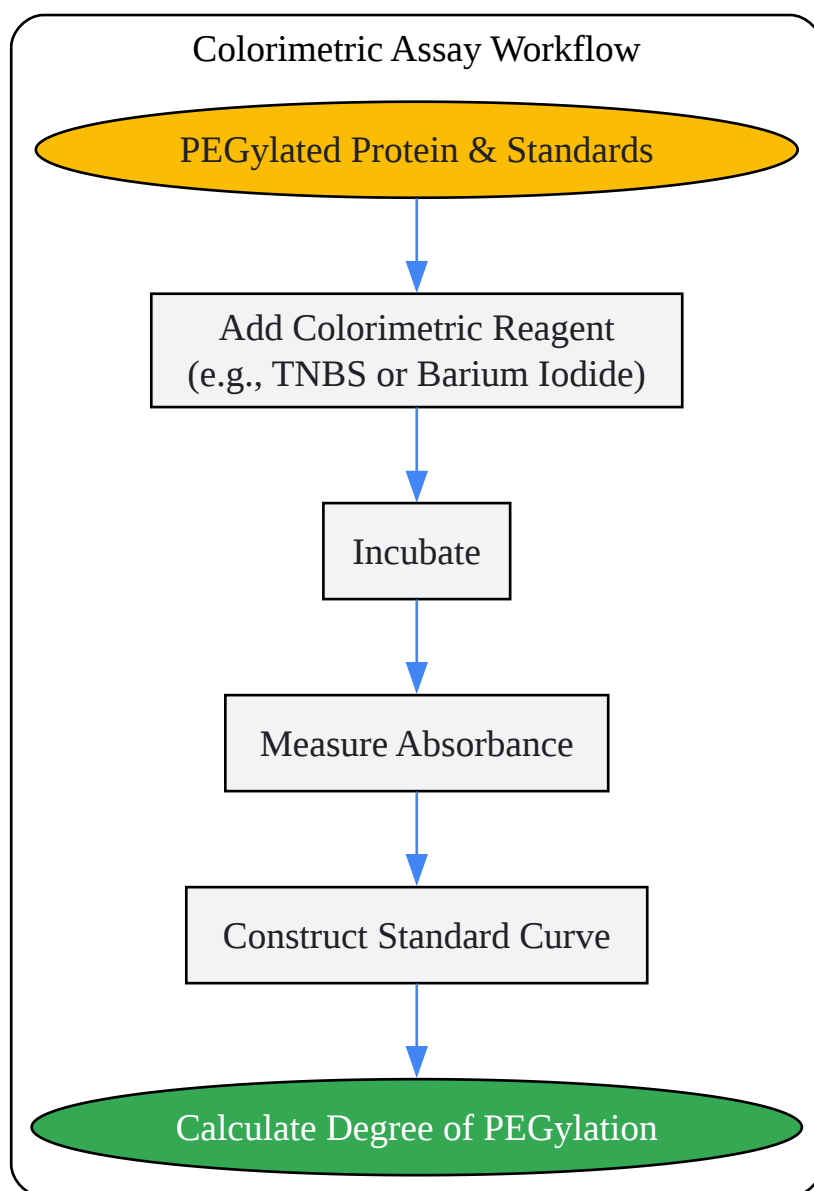 Colorimetric Assay Workflow
PEGylated Protein & Standards
Add Colorimetric Reagent
(e.g., TNBS or Barium Iodide)
Incubate
Measure Absorbance
Construct Standard Curve
Calculate Degree of PEGylation